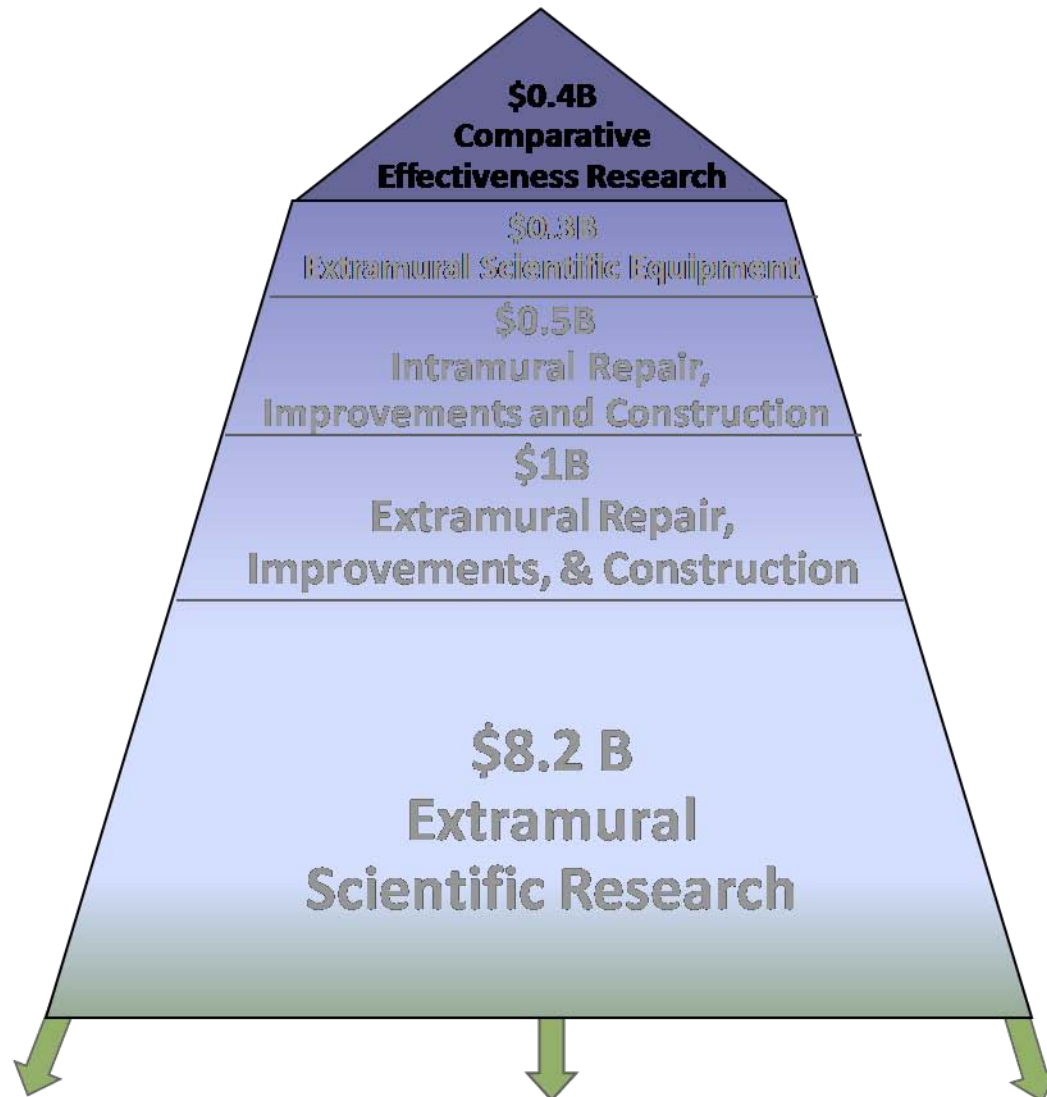 $0.4B
Comparative
Effectiveness Research
$0.3B
Extramural Scientific Equipment
$0.5B
Intramural Repair,
Improvements and Construction
$1B
Extramural Repair,
Improvements, & Construction
$8.2 B
Extramural
Scientific Research